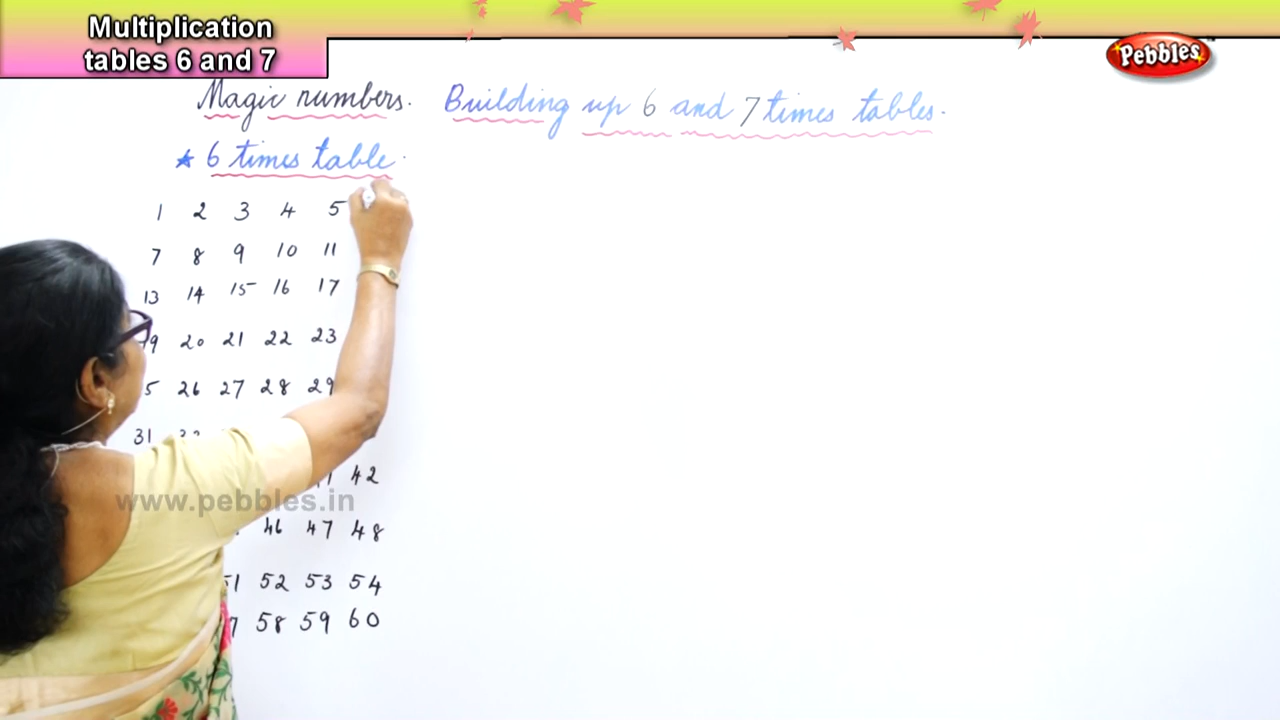 Multiplication
tables 6 and 7
Pebbles
Magic numbers. Building up 6 and 7 times tables.
★ 6 times table.
1 2 3 4 5
7 8 9 10 11
13 14 15 16 17
20 21 22 23
26 27 28 29
31
42
www.pebbles.in
46 47 48
52 53 54
58 59 60